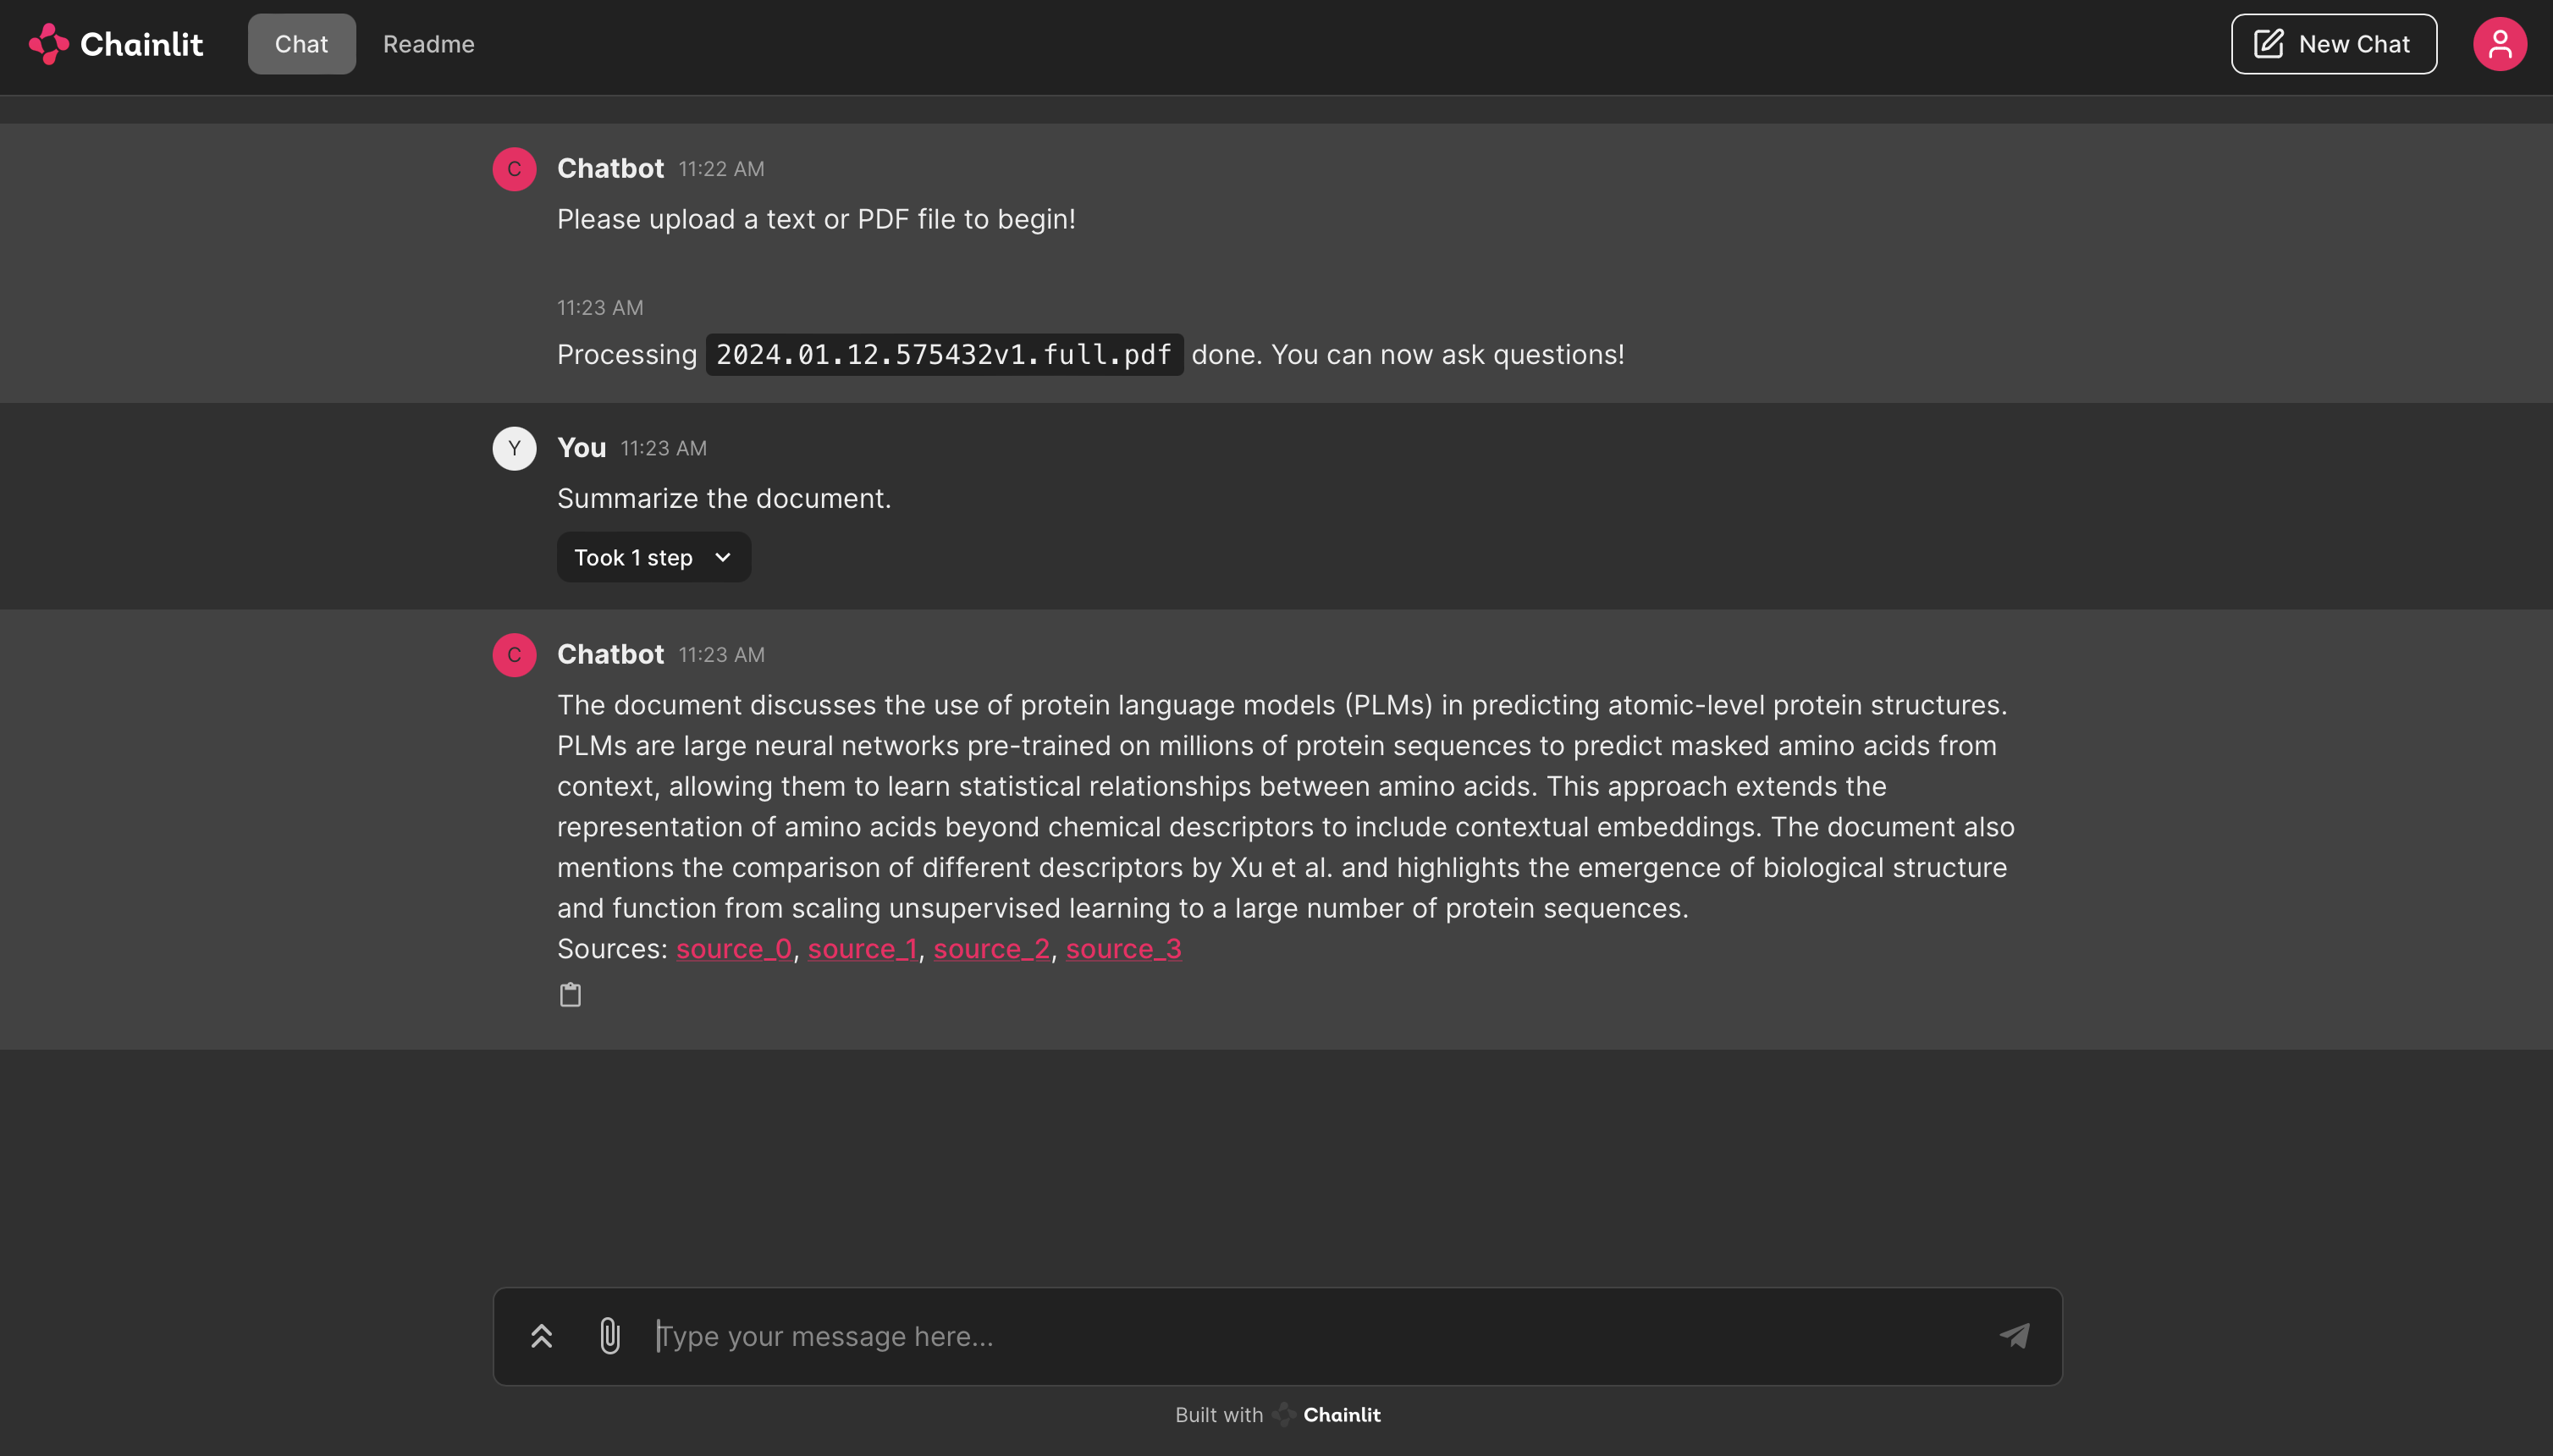 Chainlit Chat Readme New Chat
C Chatbot 11:22 AM
Please upload a text or PDF file to begin!
11:23 AM
Processing 2024.01.12.575432v1.full.pdf done. You can now ask questions!
Y You 11:23 AM
Summarize the document.
Took 1 step
C Chatbot 11:23 AM
The document discusses the use of protein language models (PLMs) in predicting atomic-level protein structures.
PLMs are large neural networks pre-trained on millions of protein sequences to predict masked amino acids from
context, allowing them to learn statistical relationships between amino acids. This approach extends the
representation of amino acids beyond chemical descriptors to include contextual embeddings. The document also
mentions the comparison of different descriptors by Xu et al. and highlights the emergence of biological structure
and function from scaling unsupervised learning to a large number of protein sequences.
Sources: source_0, source_1, source_2, source_3
Type your message here...
Built with Chainlit